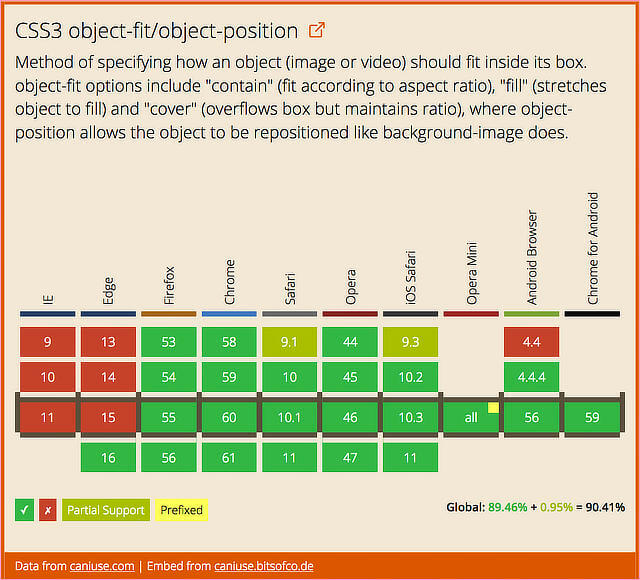 CSS3 object-fit/object-position
Method of specifying how an object (image or video) should fit inside its box.
object-fit options include "contain" (fit according to aspect ratio), "fill" (stretches
object to fill) and "cover" (overflows box but maintains ratio), where object-
position allows the object to be repositioned like background-image does.
IE Edge Firefox Chrome Safari Opera iOS Safari Opera Mini Android Browser Chrome for Android
9 13 53 58 9.1 44 9.3 4.4
10 14 54 59 10 45 10.2 4.4.4
11 15 55 60 10.1 46 10.3 all 56 59
16 56 61 11 47 11
✓ ✗ Partial Support Prefixed Global: 89.46% + 0.95% = 90.41%
Data from caniuse.com | Embed from caniuse.bitsofco.de